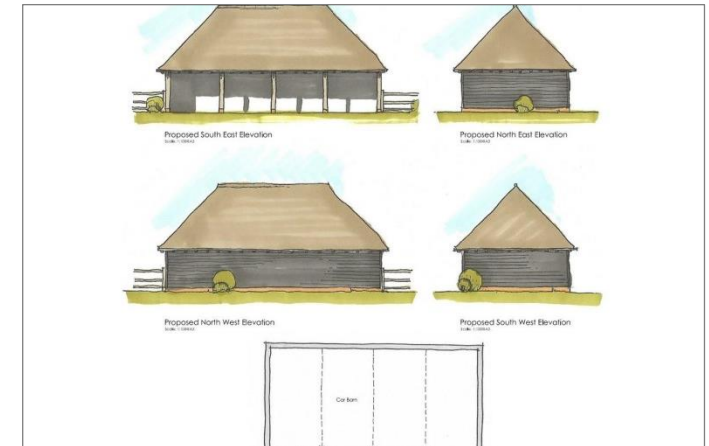 Proposed South East Elevation
Proposed North East Elevation
Proposed North West Elevation
Proposed South West Elevation
Car Barn